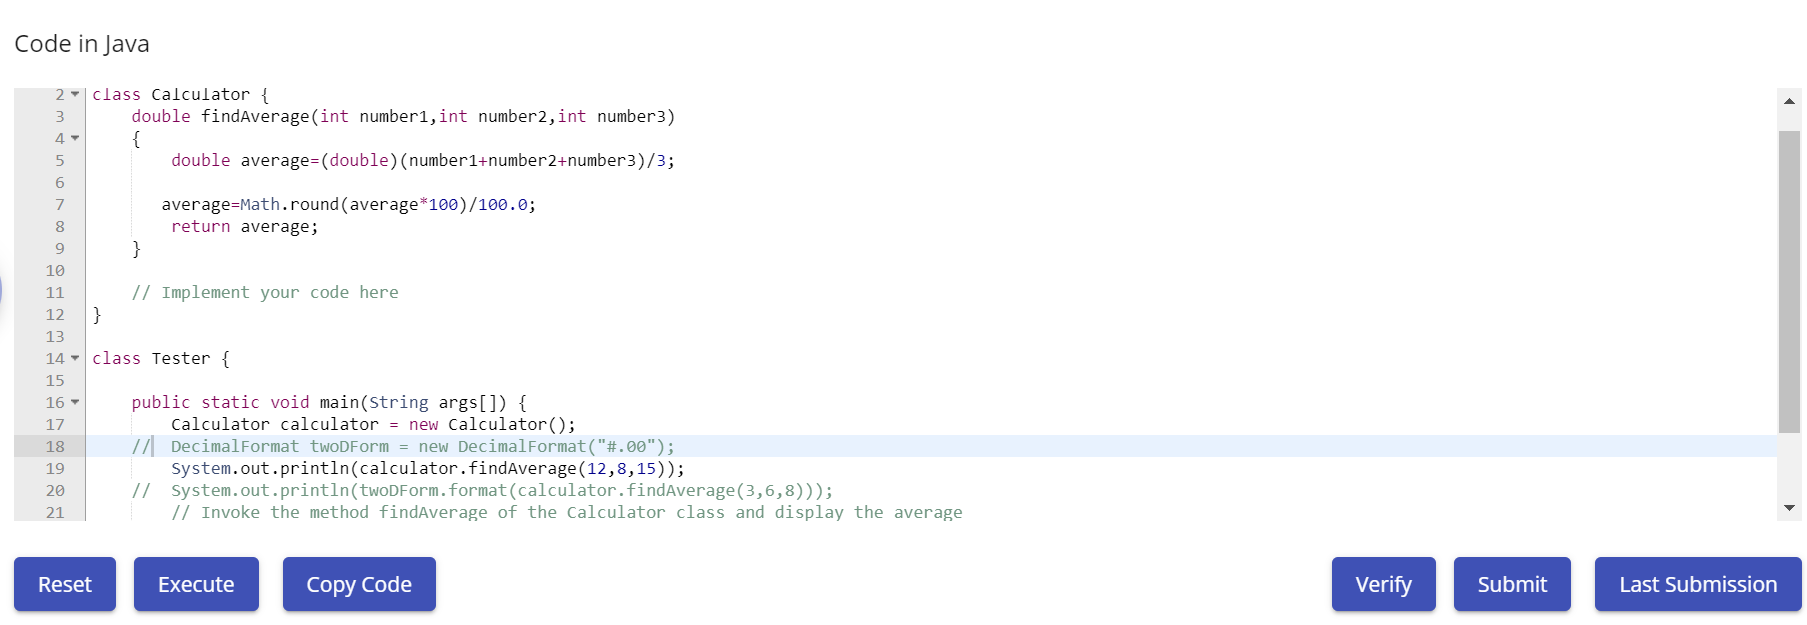 Code in Java
2 class Calculator {
3 double findAverage(int number1,int number2,int number3)
4 {
5 double average=(double)(number1+number2+number3)/3;
6
7 average=Math.round(average*100)/100.0;
8 return average;
9 }
10
11 // Implement your code here
12 }
13
14 class Tester {
15
16 public static void main(String args[]) {
17 Calculator calculator = new Calculator();
18 // DecimalFormat twoDForm = new DecimalFormat("#.00");
19 System.out.println(calculator.findAverage(12,8,15));
20 // System.out.println(twoDForm.format(calculator.findAverage(3,6,8)));
21 // Invoke the method findAverage of the Calculator class and display the average
Reset Execute Copy Code Verify Submit Last Submission